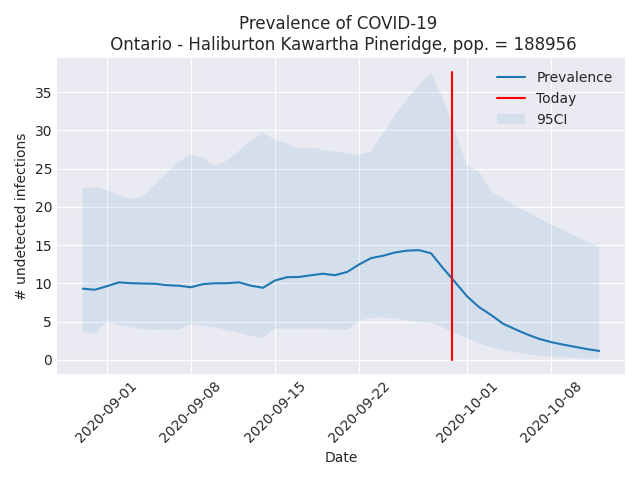 Prevalence of COVID-19
Ontario - Haliburton Kawartha Pineridge, pop. = 188956
Prevalence
Today
95CI
# undetected infections
35
30
25
20
15
10
5
0
2020-09-01
2020-09-08
2020-09-15
2020-09-22
2020-10-01
2020-10-08
Date